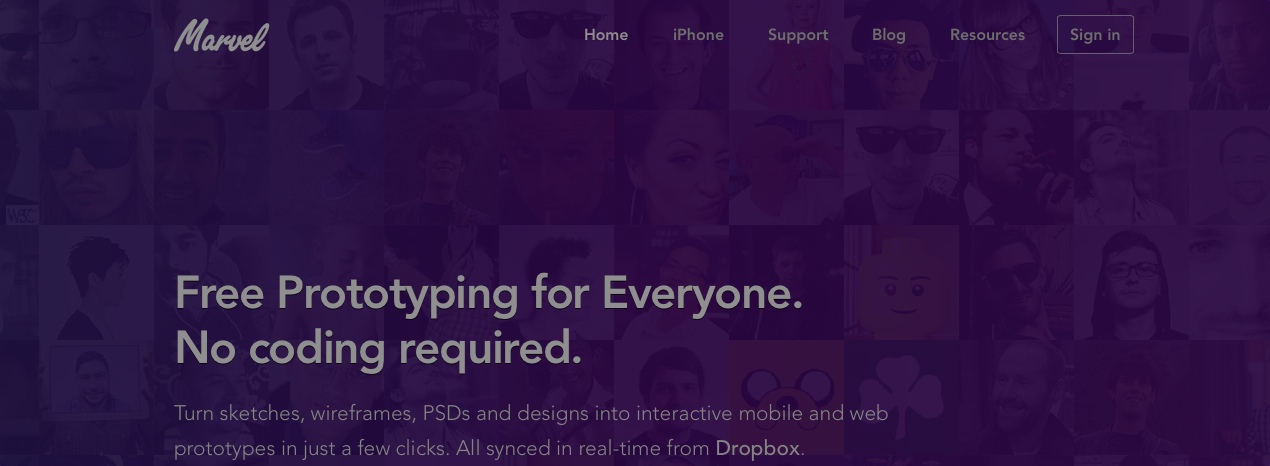 Marvel
Home iPhone Support Blog Resources Sign in
W3C
Free Prototyping for Everyone.
No coding required.
Turn sketches, wireframes, PSDs and designs into interactive mobile and web
prototypes in just a few clicks. All synced in real-time from Dropbox.